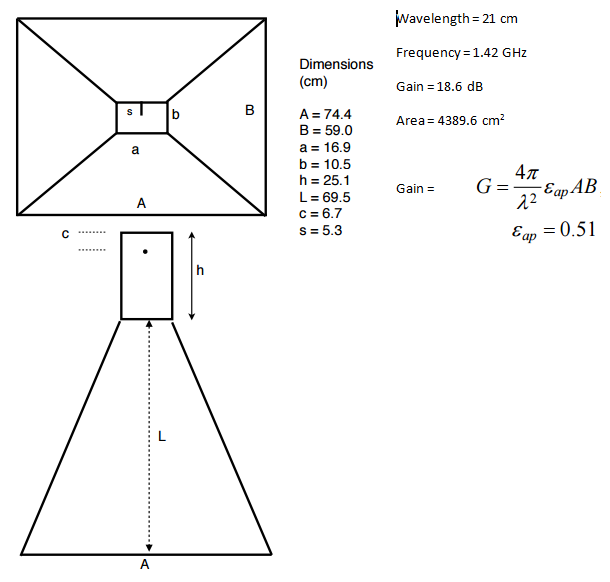 Wavelength = 21 cm
Frequency = 1.42 GHz
Gain = 18.6 dB
Area = 4389.6 cm²
Gain = G = 4π/λ² ε_ap AB
ε_ap = 0.51
Dimensions
(cm)
A = 74.4
B = 59.0
a = 16.9
b = 10.5
h = 25.1
L = 69.5
c = 6.7
s = 5.3
s
b
B
a
A
c
h
L
A